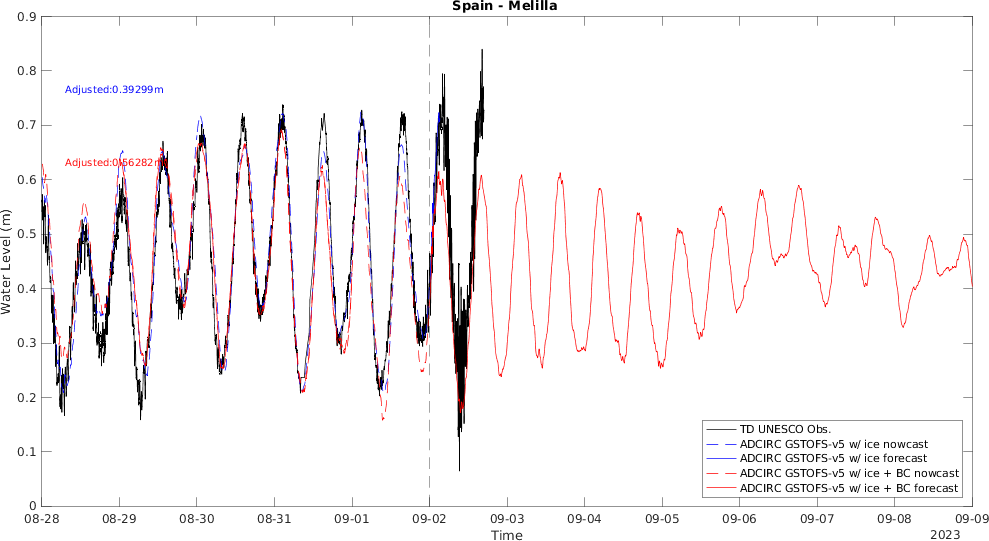 Spain - Melilla
Water Level (m)
0.9
0.8
0.7
0.6
0.5
0.4
0.3
0.2
0.1
0
Adjusted:0.39299m
Adjusted:0.56282m
TD UNESCO Obs.
ADCIRC GSTOFS-v5 w/ ice nowcast
ADCIRC GSTOFS-v5 w/ ice forecast
ADCIRC GSTOFS-v5 w/ ice + BC nowcast
ADCIRC GSTOFS-v5 w/ ice + BC forecast
08-28 08-29 08-30 08-31 09-01 09-02 09-03 09-04 09-05 09-06 09-07 09-08 09-09
Time
2023